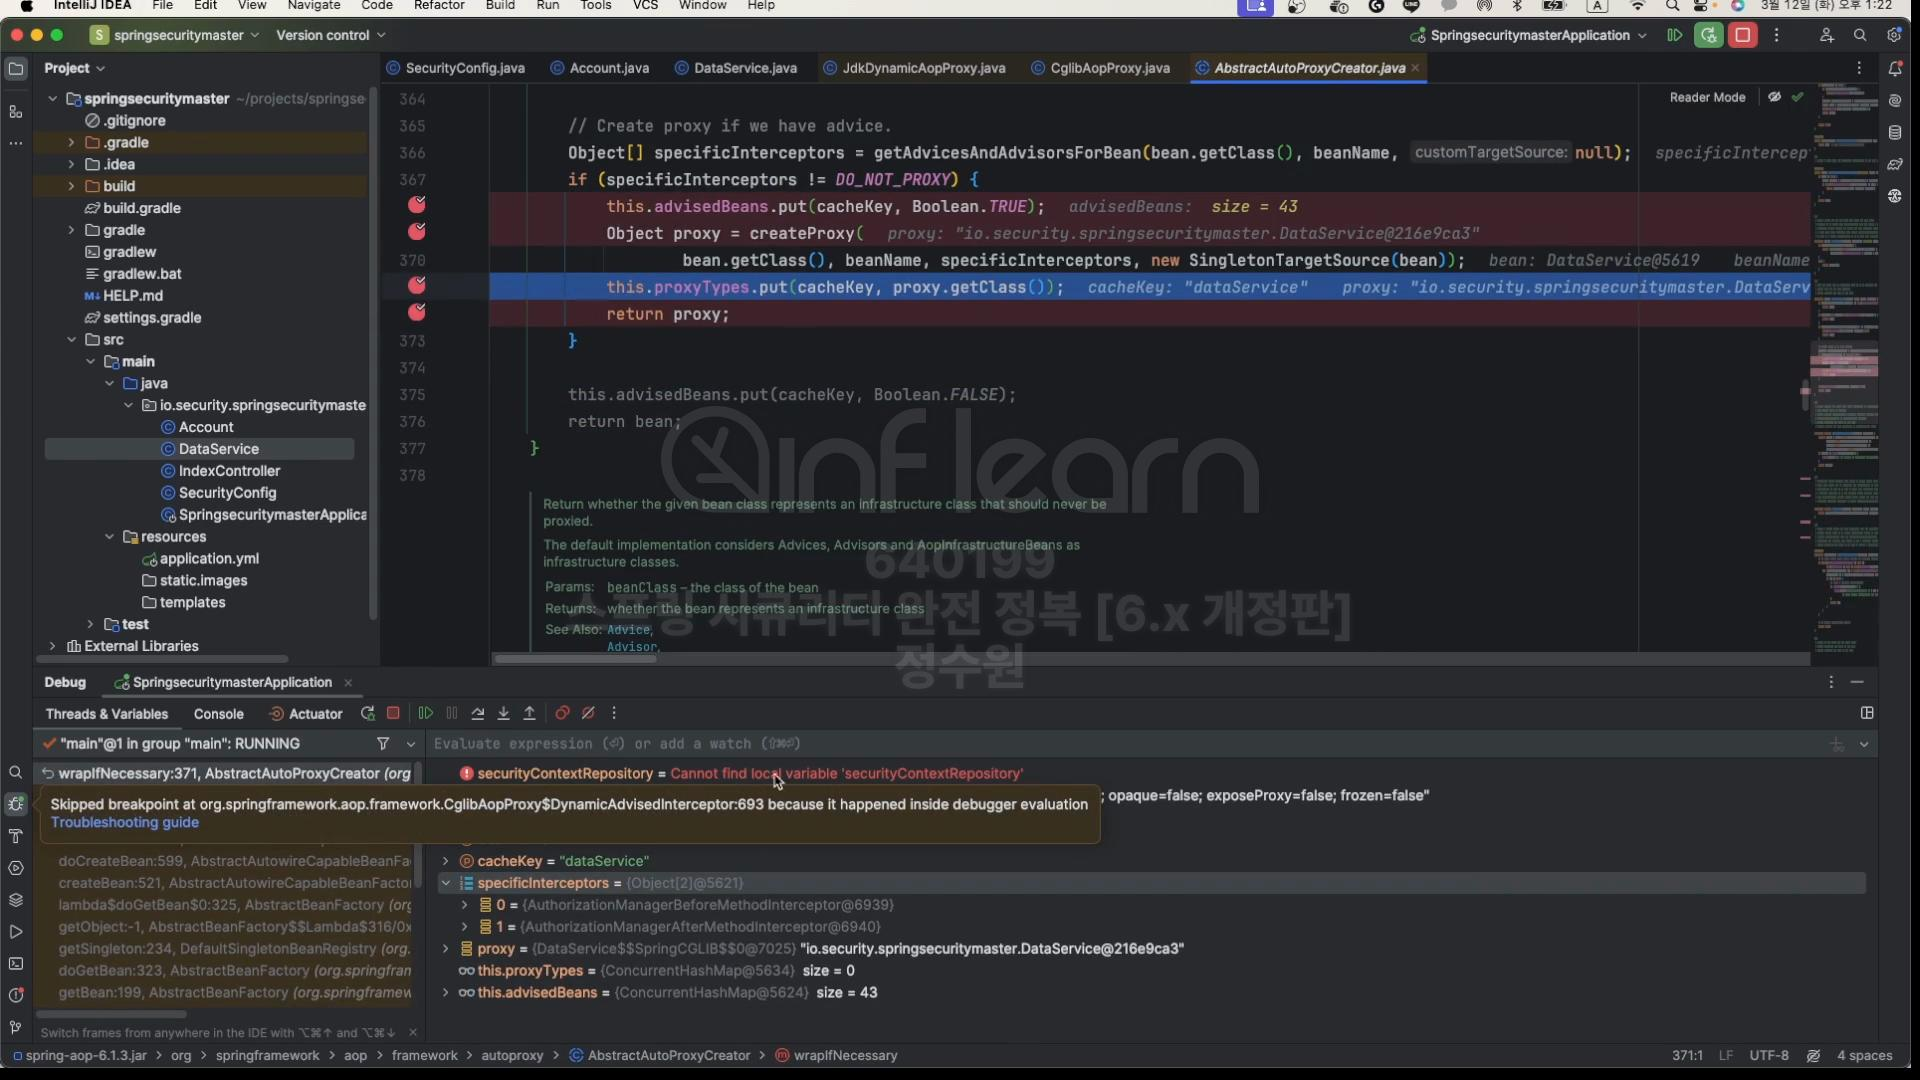 IntelliJ IDEA File Edit View Navigate Code Refactor Build Run Tools VCS Window Help A 3월 12일 (화) 오후 1:22
S springsecuritymaster Version control SpringsecuritymasterApplication
Project SecurityConfig.java Account.java DataService.java JdkDynamicAopProxy.java CglibAopProxy.java AbstractAutoProxyCreator.java
springsecuritymaster ~/projects/springse
.gitignore
.gradle
.idea
build
build.gradle
gradle
gradlew
gradlew.bat
HELP.md
settings.gradle
src
main
java
io.security.springsecuritymaste
Account
DataService
IndexController
SecurityConfig
SpringsecuritymasterApplica
resources
application.yml
static.images
templates
test
External Libraries
Reader Mode
364
365 // Create proxy if we have advice.
366 Object[] specificInterceptors = getAdvicesAndAdvisorsForBean(bean.getClass(), beanName, customTargetSource: null); specificIntercep
367 if (specificInterceptors != DO_NOT_PROXY) {
this.advisedBeans.put(cacheKey, Boolean.TRUE); advisedBeans: size = 43
Object proxy = createProxy( proxy: "io.security.springsecuritymaster.DataService@216e9ca3"
370 bean.getClass(), beanName, specificInterceptors, new SingletonTargetSource(bean)); bean: DataService@5619 beanName
this.proxyTypes.put(cacheKey, proxy.getClass()); cacheKey: "dataService" proxy: "io.security.springsecuritymaster.DataServ
return proxy;
373 }
374
375 this.advisedBeans.put(cacheKey, Boolean.FALSE);
376 return bean;
377 }
378
Return whether the given bean class represents an infrastructure class that should never be
proxied.
The default implementation considers Advices, Advisors and AopInfrastructureBeans as
infrastructure classes.
Params: beanClass – the class of the bean
Returns: whether the bean represents an infrastructure class
See Also: Advice,
Advisor,
inflearn
640199
스프링 시큐리티 완전 정복 [6.x 개정판]
정수원
Debug SpringsecuritymasterApplication
Threads & Variables Console Actuator
"main"@1 in group "main": RUNNING
Evaluate expression (⏎) or add a watch (⇧⌘⏎)
wrapIfNecessary:371, AbstractAutoProxyCreator (org
securityContextRepository = Cannot find local variable 'securityContextRepository'
; opaque=false; exposeProxy=false; frozen=false"
Skipped breakpoint at org.springframework.aop.framework.CglibAopProxy$DynamicAdvisedInterceptor:693 because it happened inside debugger evaluation
Troubleshooting guide
doCreateBean:599, AbstractAutowireCapableBeanFa
createBean:521, AbstractAutowireCapableBeanFactor
lambda$doGetBean$0:325, AbstractBeanFactory (org
getObject:-1, AbstractBeanFactory$$Lambda$316/0x
getSingleton:234, DefaultSingletonBeanRegistry (org.
doGetBean:323, AbstractBeanFactory (org.springfran
getBean:199, AbstractBeanFactory (org.springframew
cacheKey = "dataService"
specificInterceptors = {Object[2]@5621}
0 = {AuthorizationManagerBeforeMethodInterceptor@6939}
1 = {AuthorizationManagerAfterMethodInterceptor@6940}
proxy = {DataService$$SpringCGLIB$$0@7025} "io.security.springsecuritymaster.DataService@216e9ca3"
this.proxyTypes = {ConcurrentHashMap@5634} size = 0
this.advisedBeans = {ConcurrentHashMap@5624} size = 43
Switch frames from anywhere in the IDE with ⌥⌘↑ and ⌥⌘↓
spring-aop-6.1.3.jar > org > springframework > aop > framework > autoproxy > AbstractAutoProxyCreator > wrapIfNecessary 371:1 LF UTF-8 4 spaces